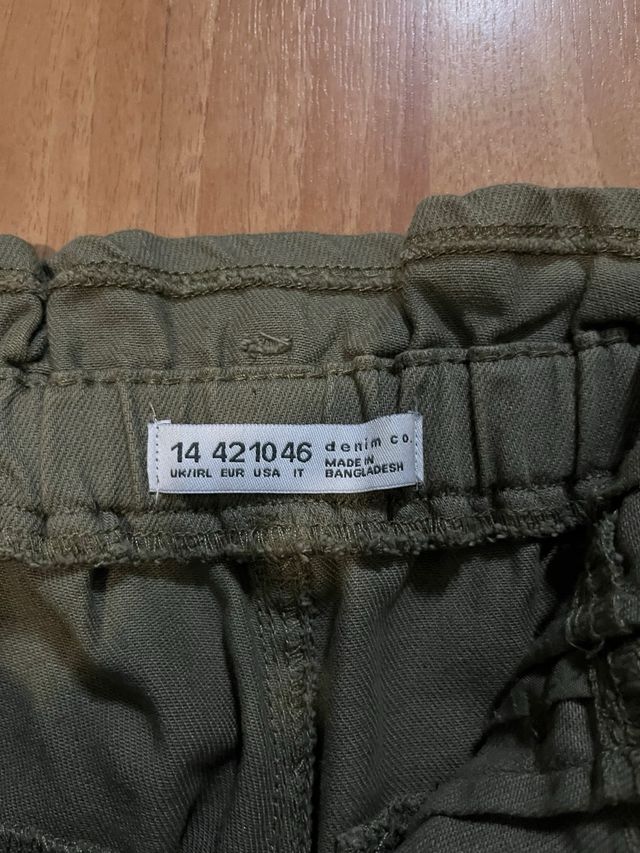 14 42 10 46 denim co.
UK/IRL EUR USA IT MADE IN
BANGLADESH